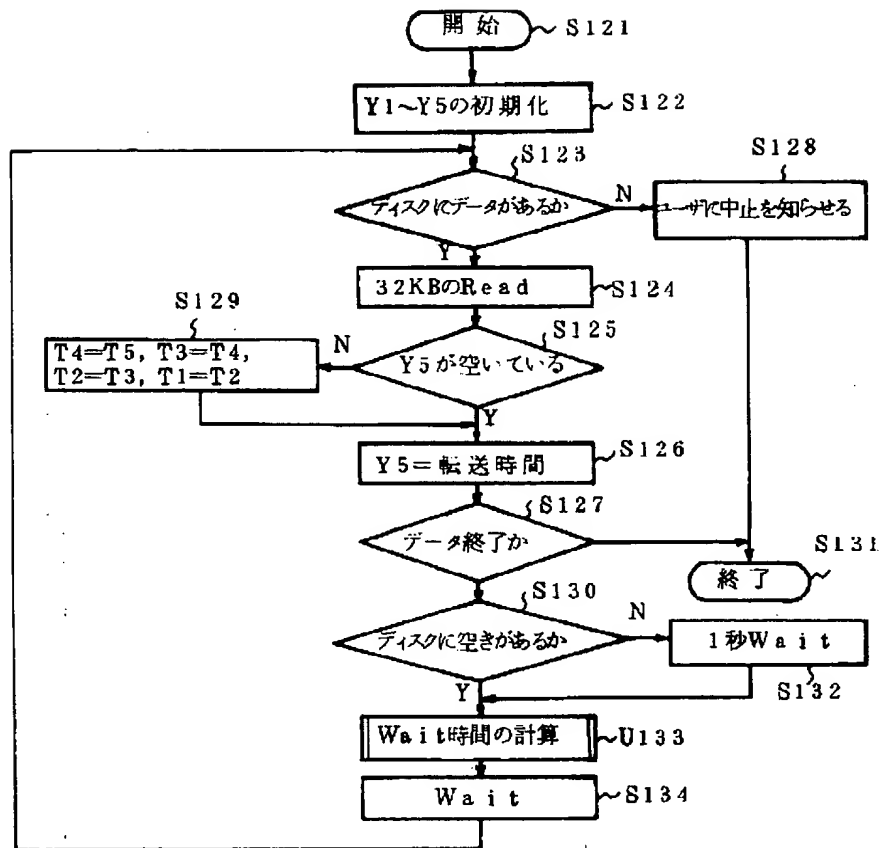 開始
S121
Y1～Y5の初期化
S122
S123
S128
ディスクにデータがあるか
N
ユーザに中止を知らせる
Y
32KBのRead
S124
S129
S125
T4=T5, T3=T4,
T2=T3, T1=T2
N
Y5が空いている
Y
Y5=転送時間
S126
S127
データ終了か
S131
終了
S130
ディスクに空きがあるか
N
1秒Wait
S132
Y
Wait時間の計算
U133
Wait
S134